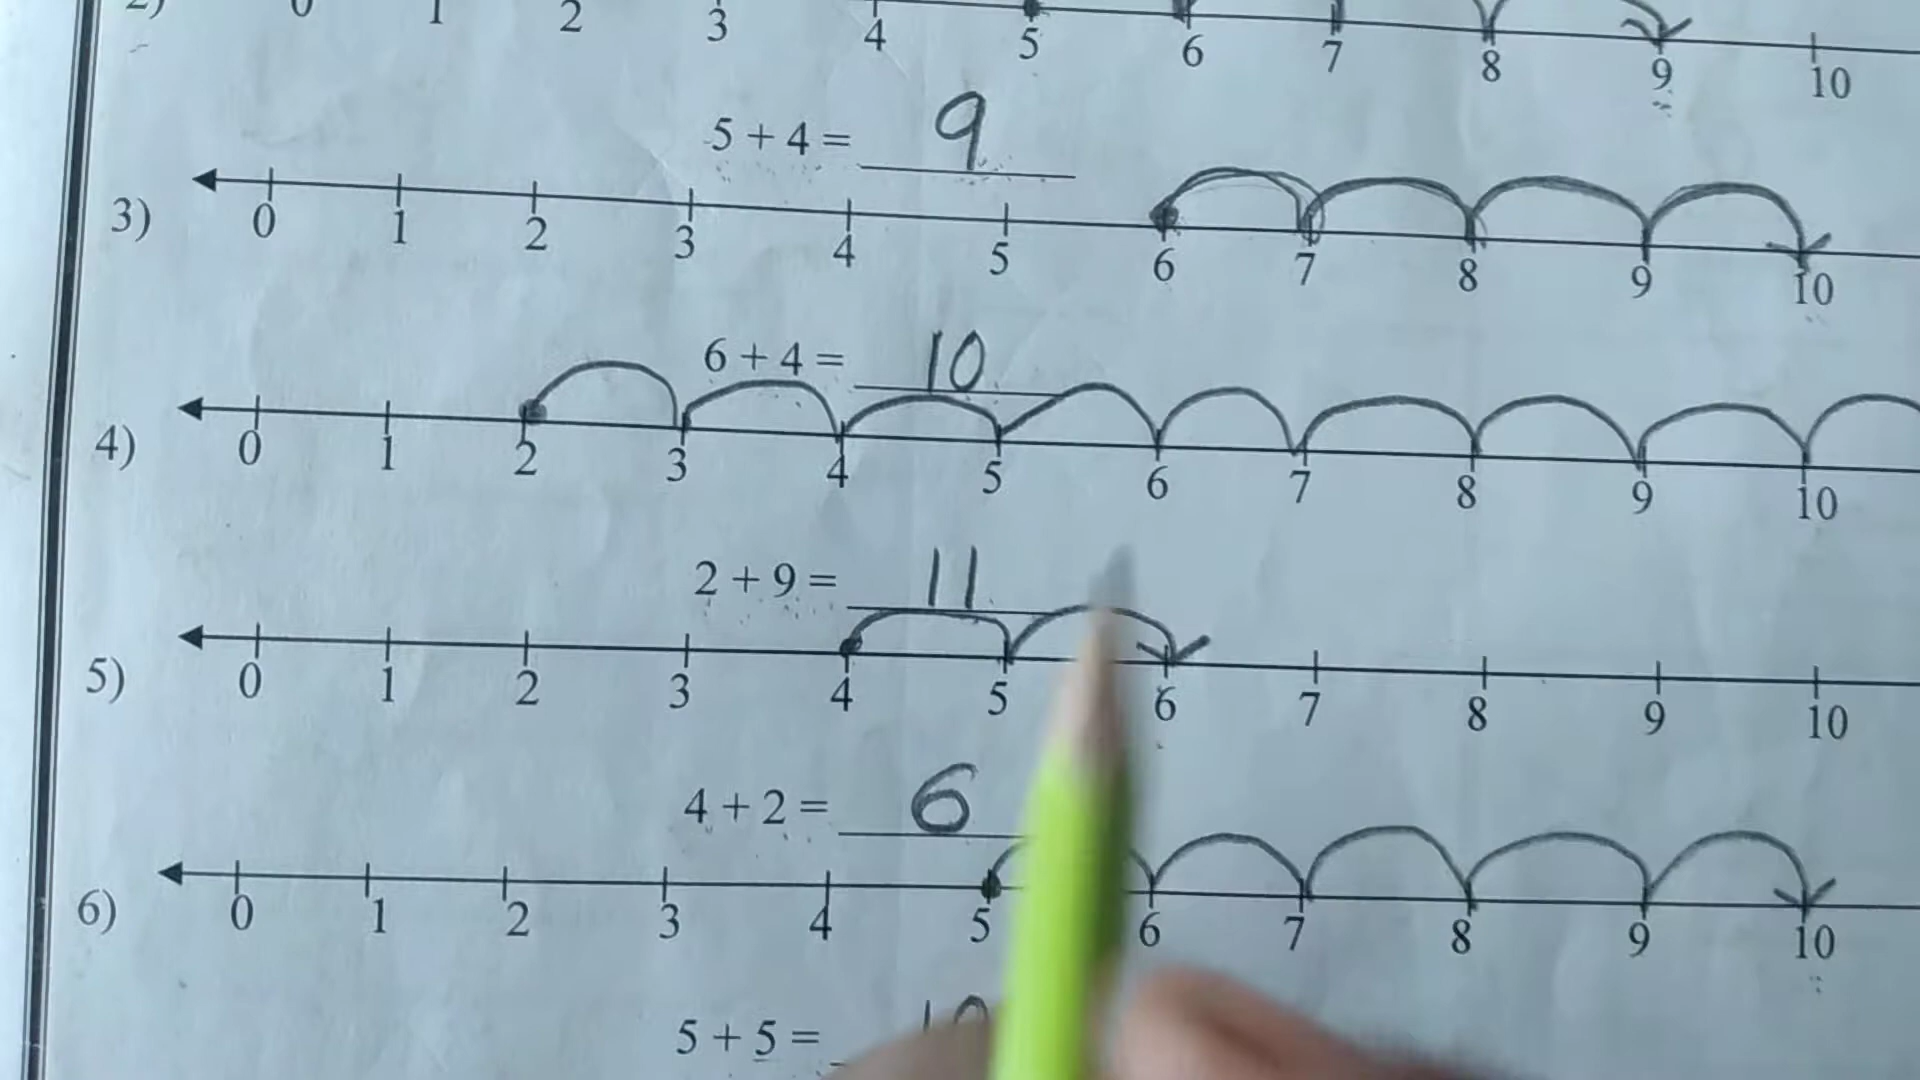 2) 0 1 2 3 4 5 6 7 8 9 10
5 + 4 = 9
3) 0 1 2 3 4 5 6 7 8 9 10
6 + 4 = 10
4) 0 1 2 3 4 5 6 7 8 9 10
2 + 9 = 11
5) 0 1 2 3 4 5 6 7 8 9 10
4 + 2 = 6
6) 0 1 2 3 4 5 6 7 8 9 10
5 + 5 = 10